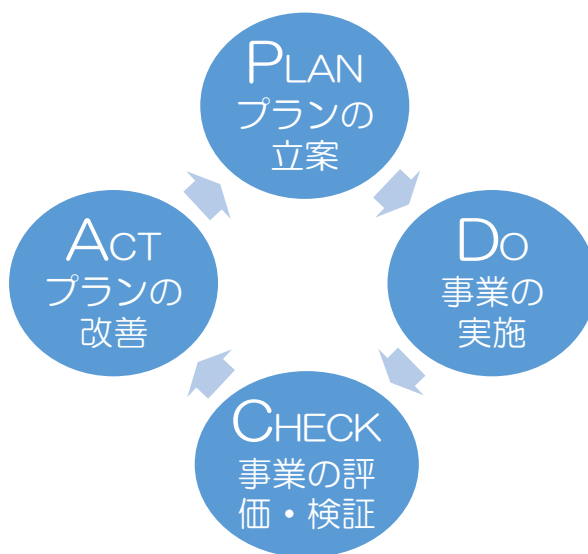 PLAN
プランの
立案
DO
事業の
実施
CHECK
事業の評
価・検証
ACT
プランの
改善